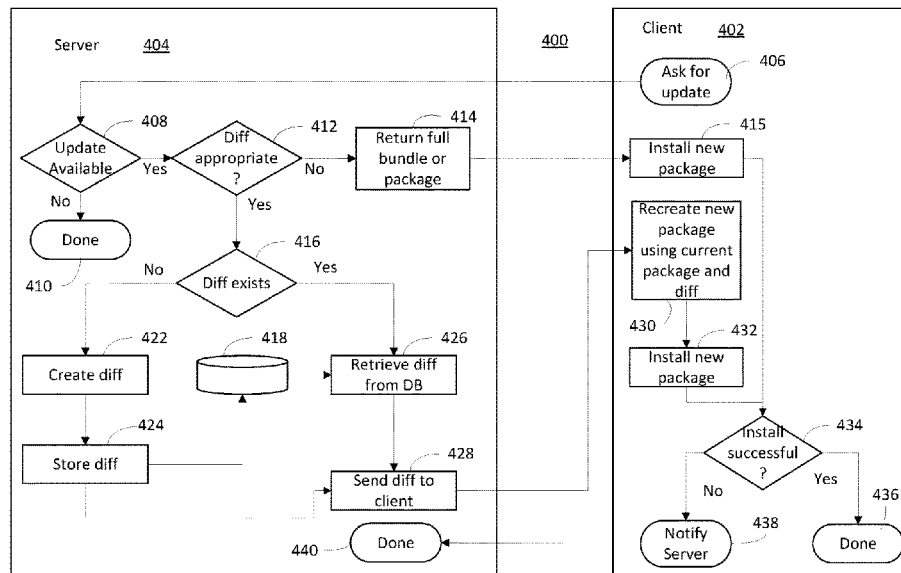 Server 404
400
Client 402
Ask for
update
406
408
Update
Available
Yes
No
Done
410
412
Diff
appropriate
?
No
Yes
414
Return full
bundle or
package
415
Install new
package
416
Diff exists
No
Yes
Recreate new
package
using current
package and
diff
430
432
Install new
package
422
Create diff
418
426
Retrieve diff
from DB
424
Store diff
428
Send diff to
client
434
Install
successful
?
No
Yes
436
Notify
Server
438
Done
440
Done